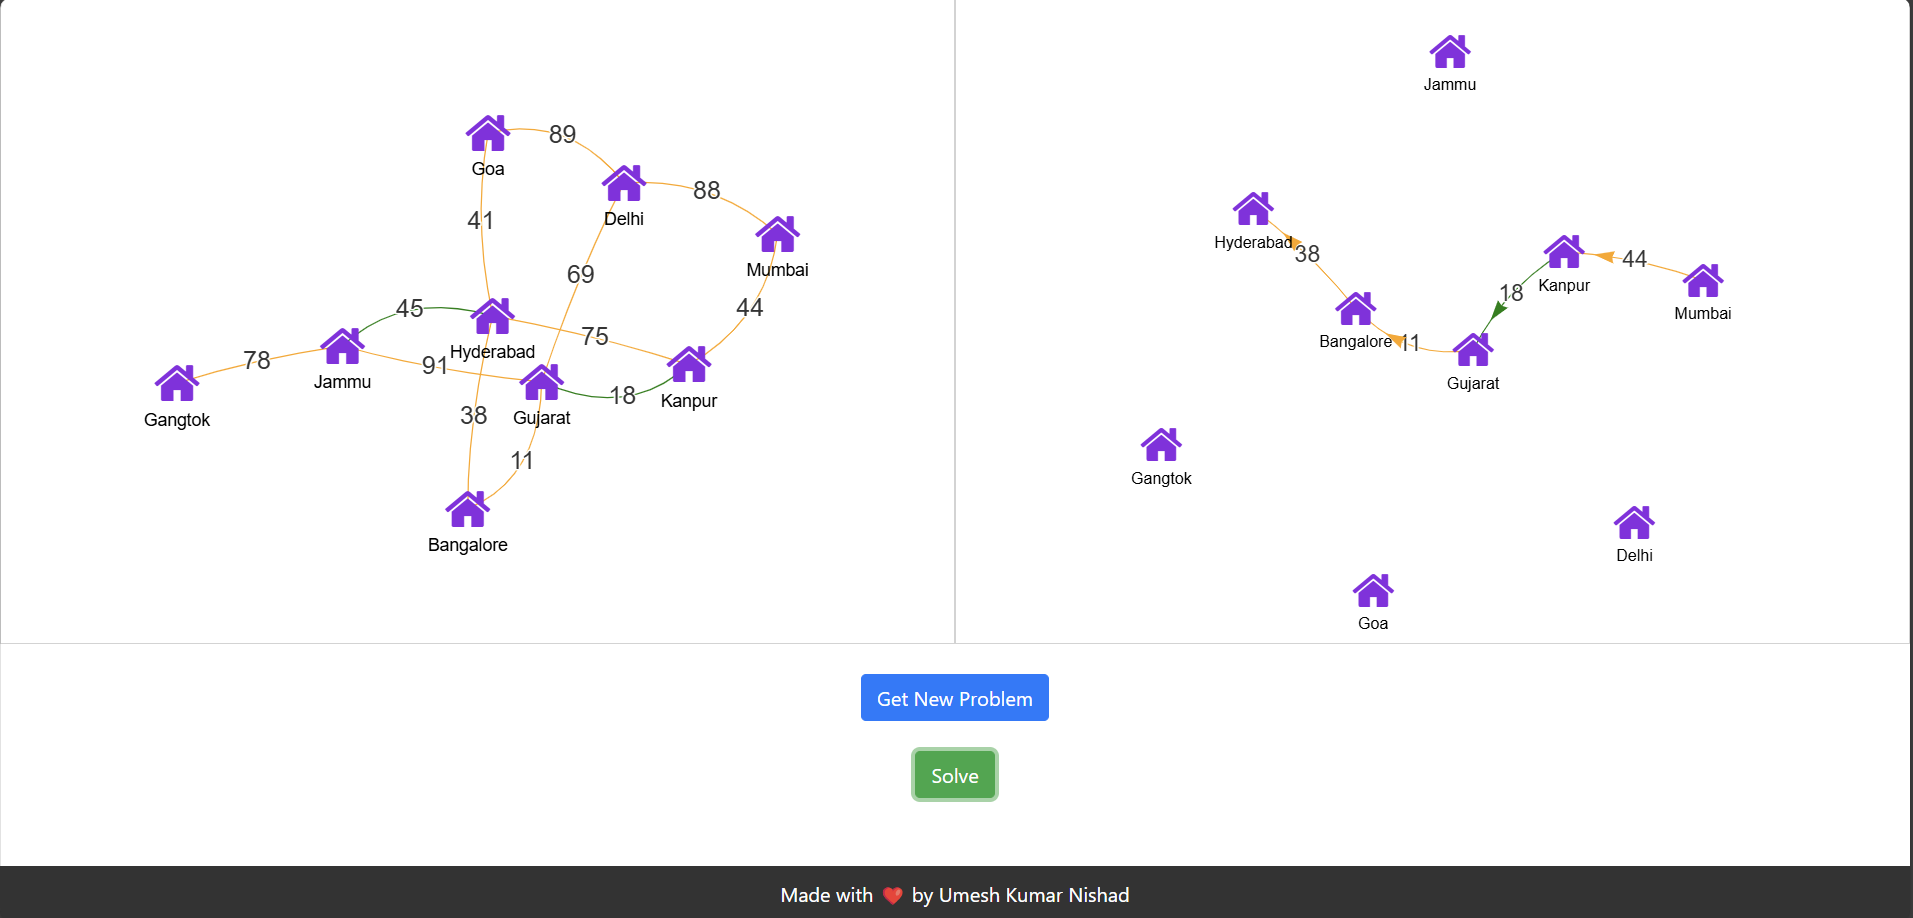 89
Goa
88
Delhi
41
Mumbai
69
45
44
75
Hyderabad
78
91
Jammu
18
Kanpur
Gangtok
38
Gujarat
11
Bangalore
Jammu
Hyderabad
38
44
Kanpur
18
Mumbai
Bangalore
11
Gujarat
Gangtok
Delhi
Goa
Get New Problem
Solve
Made with ❤️ by Umesh Kumar Nishad